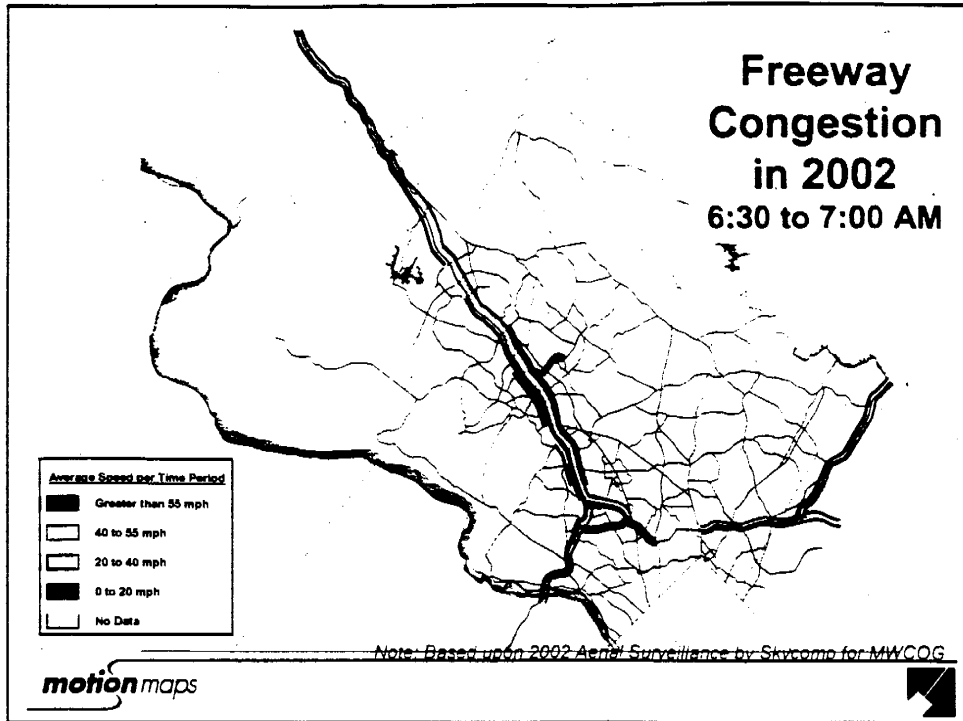 Freeway
Congestion
in 2002
6:30 to 7:00 AM
Average Speed per Time Period
Greater than 55 mph
40 to 55 mph
20 to 40 mph
0 to 20 mph
No Data
Note: Based upon 2002 Aerial Surveillance by Skycomp for MWCOG
motionmaps